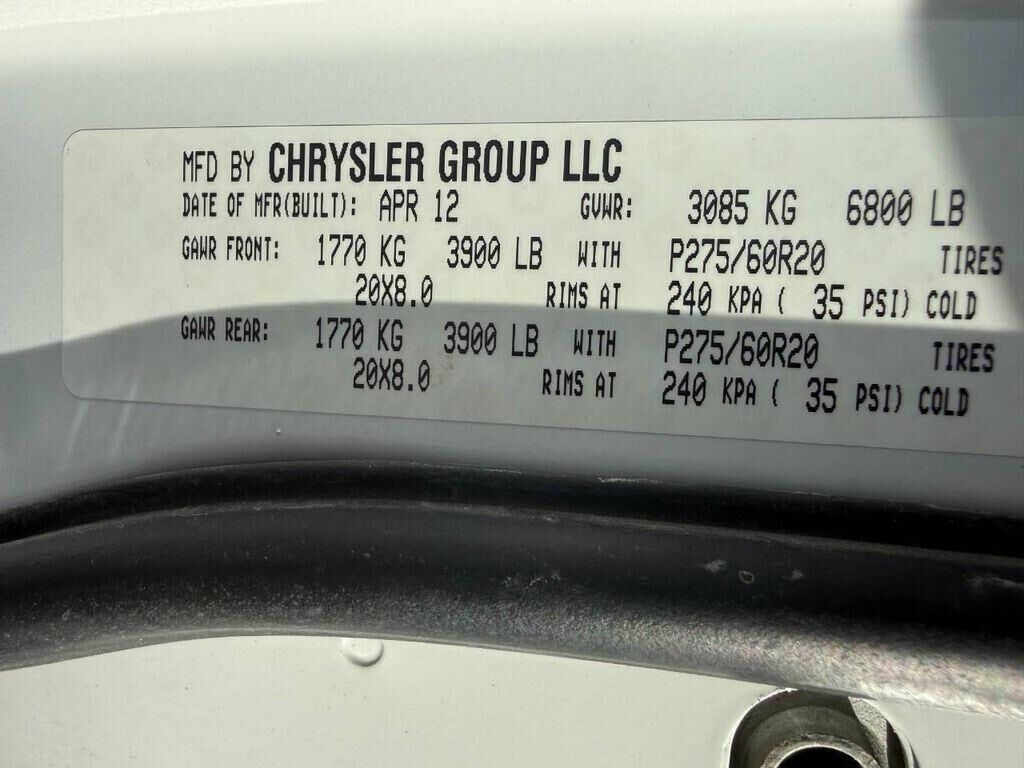 MFD BY CHRYSLER GROUP LLC
DATE OF MFR(BUILT): APR 12 GVWR: 3085 KG 6800 LB
GAWR FRONT: 1770 KG 3900 LB WITH P275/60R20 TIRES
20X8.0 RIMS AT 240 KPA ( 35 PSI) COLD
GAWR REAR: 1770 KG 3900 LB WITH P275/60R20 TIRES
20X8.0 RIMS AT 240 KPA ( 35 PSI) COLD